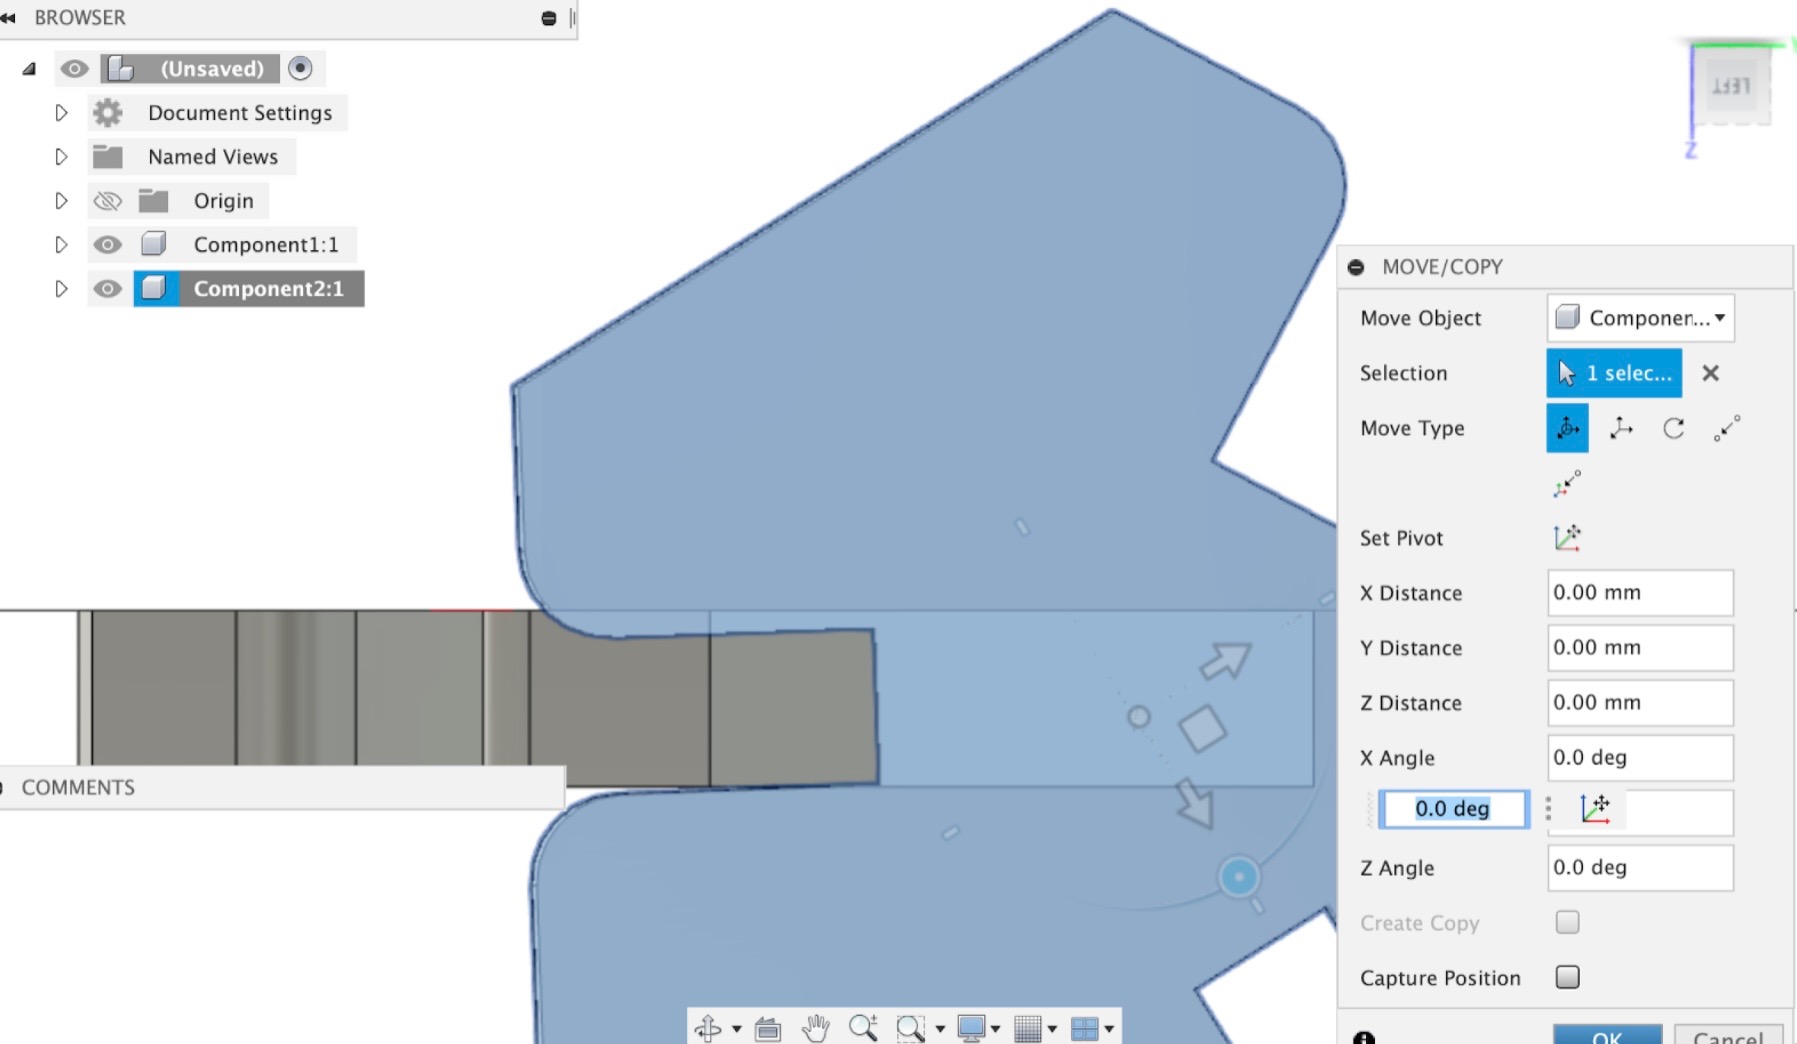 BROWSER
(Unsaved)
Document Settings
Named Views
Origin
Component1:1
Component2:1
COMMENTS
LEFT
Z
MOVE/COPY
Move Object Componen...
Selection 1 selec...
Move Type
Set Pivot
X Distance 0.00 mm
Y Distance 0.00 mm
Z Distance 0.00 mm
X Angle 0.0 deg
0.0 deg
Z Angle 0.0 deg
Create Copy
Capture Position
OK Cancel